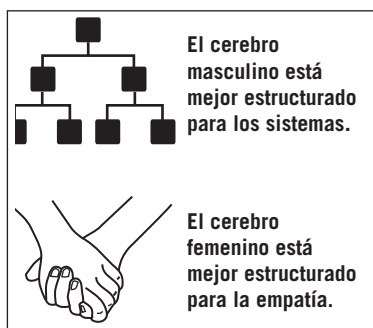 El cerebro
masculino está
mejor estructurado
para los sistemas.
El cerebro
femenino está
mejor estructurado
para la empatía.